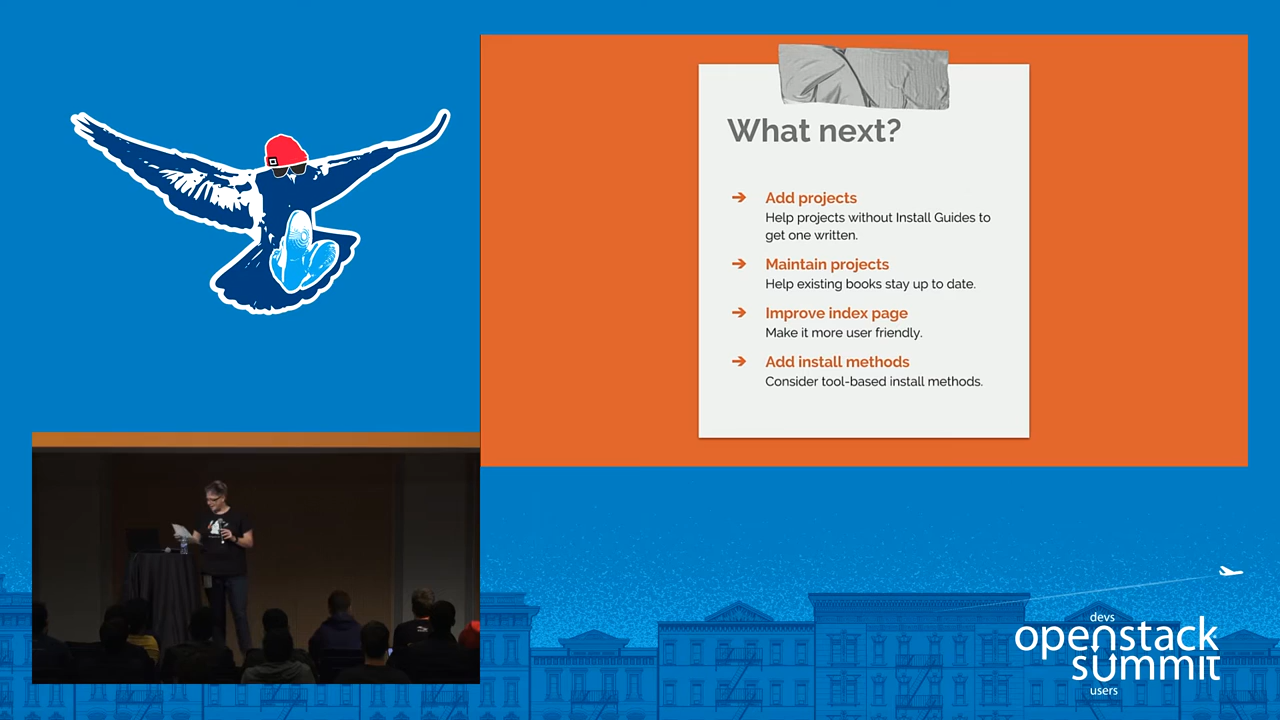 What next?
➔ Add projects
Help projects without Install Guides to
get one written.
➔ Maintain projects
Help existing books stay up to date.
➔ Improve index page
Make it more user friendly.
➔ Add install methods
Consider tool-based install methods.
devs
openstack
summit
users